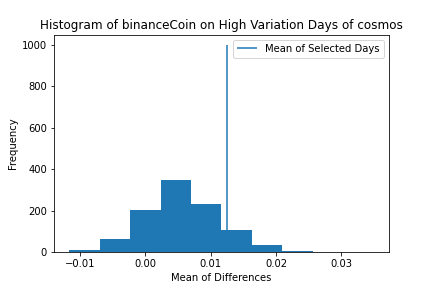 Histogram of binanceCoin on High Variation Days of cosmos
Mean of Selected Days
1000
800
600
400
200
0
Frequency
−0.01 0.00 0.01 0.02 0.03
Mean of Differences